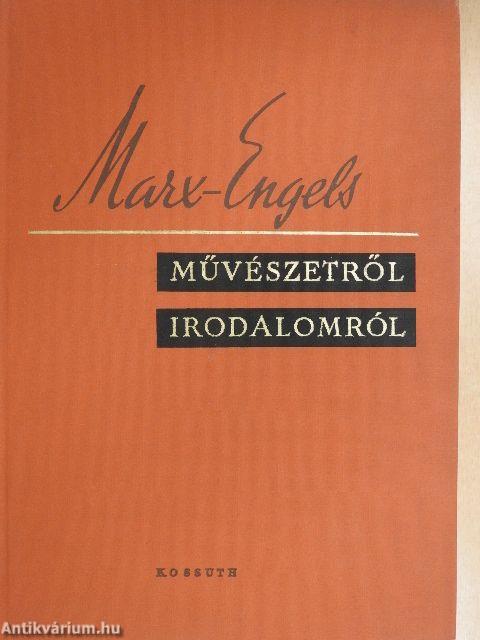 Marx-Engels
MŰVÉSZETRŐL
IRODALOMRÓL
KOSSUTH
Antikvárium.hu